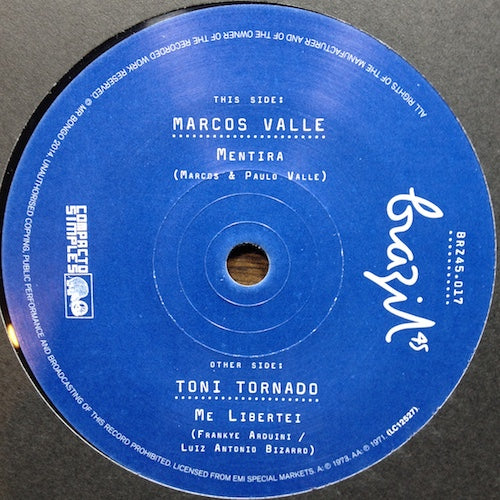 THIS SIDE:
MARCOS VALLE
MENTIRA
(MARCOS & PAULO VALLE)
COMPACTO
SIMPLES
brazil 45
BRZ45.017
OTHER SIDE:
TONI TORNADO
ME LIBERTEI
(FRANKYE ARDUINI /
LUIZ ANTONIO BIZARRO)
ALL RIGHTS OF THE MANUFACTURER AND OF THE OWNER OF THE RECORDED WORK RESERVED. © MR BONGO 2014. UNAUTHORISED COPYING, PUBLIC PERFORMANCE AND BROADCASTING OF THIS RECORD PROHIBITED. LICENSED FROM EMI SPECIAL MARKETS. A: ℗ 1973. AA: ℗ 1971. (LC12527).